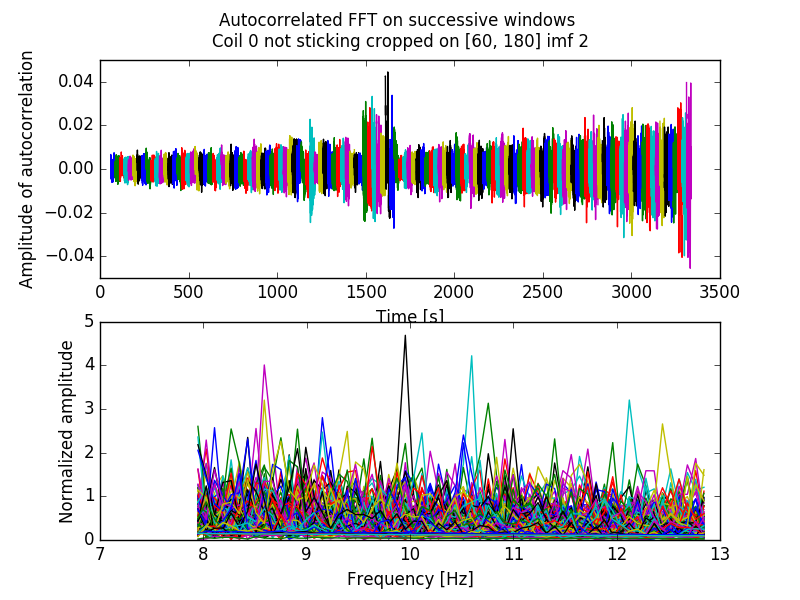 Autocorrelated FFT on successive windows
Coil 0 not sticking cropped on [60, 180] imf 2
Amplitude of autocorrelation
0.04
0.02
0.00
−0.02
−0.04
0 500 1000 1500 2000 2500 3000 3500
Time [s]
Normalized amplitude
5
4
3
2
1
0
7 8 9 10 11 12 13
Frequency [Hz]